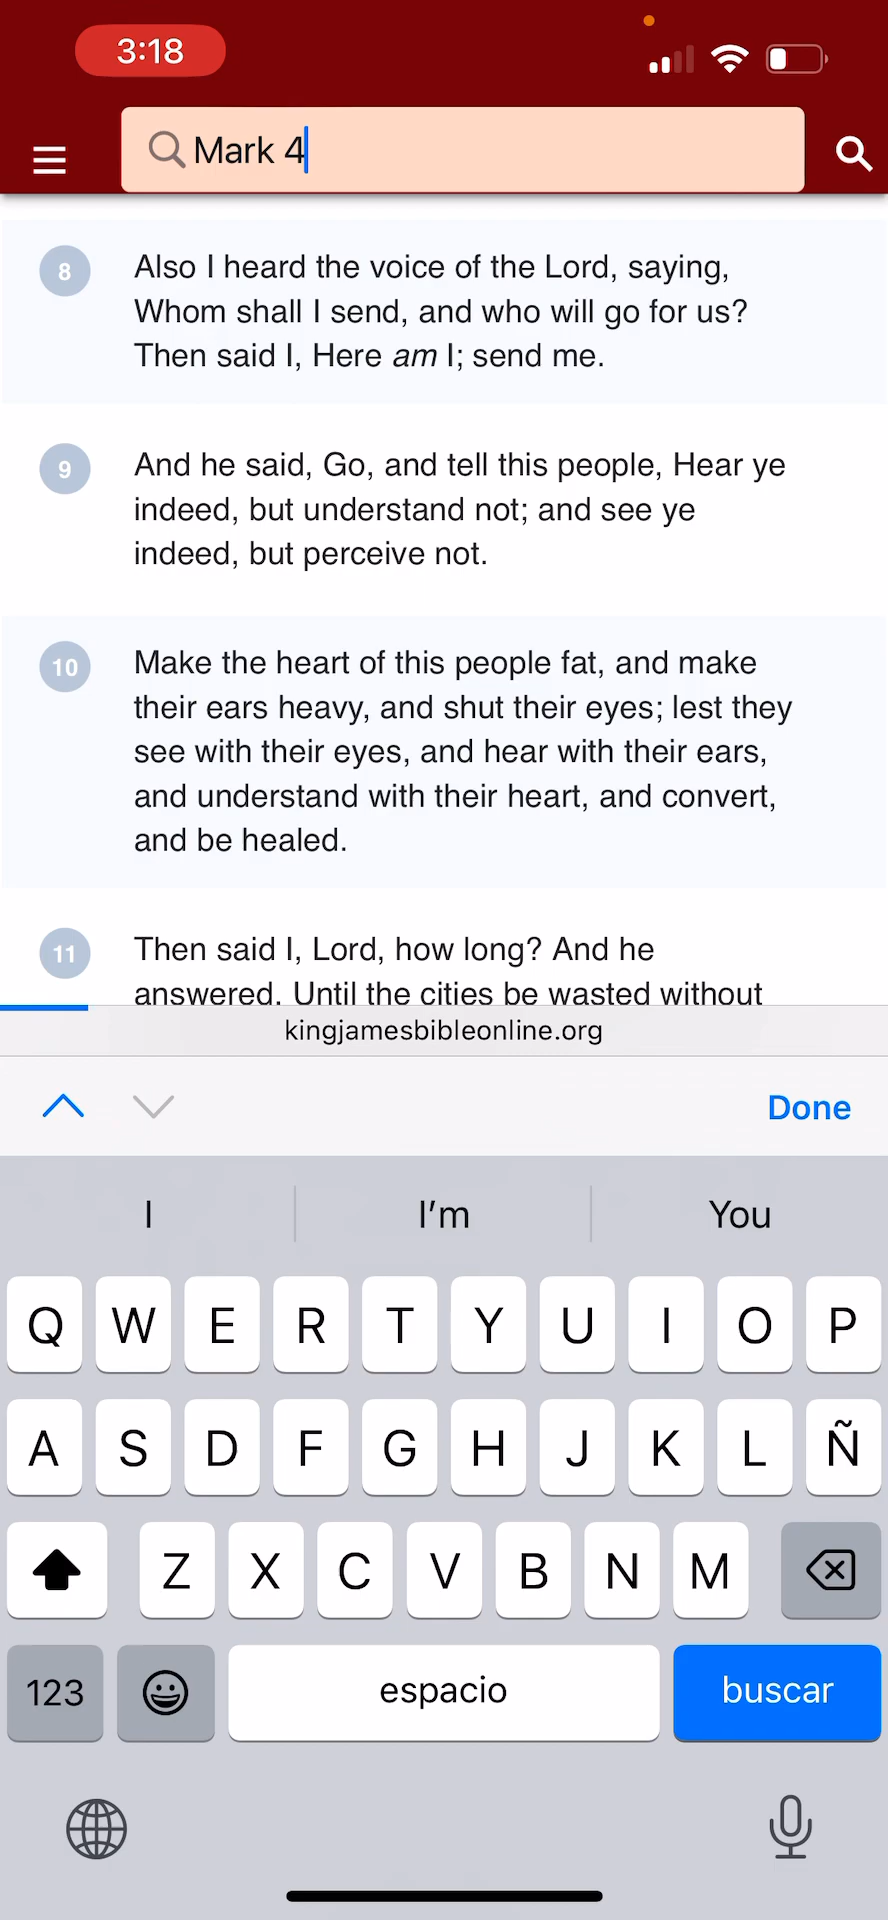 3:18
Mark 4
8 Also I heard the voice of the Lord, saying,
Whom shall I send, and who will go for us?
Then said I, Here am I; send me.
9 And he said, Go, and tell this people, Hear ye
indeed, but understand not; and see ye
indeed, but perceive not.
10 Make the heart of this people fat, and make
their ears heavy, and shut their eyes; lest they
see with their eyes, and hear with their ears,
and understand with their heart, and convert,
and be healed.
11 Then said I, Lord, how long? And he
answered, Until the cities be wasted without
kingjamesbibleonline.org
Done
I I'm You
Q W E R T Y U I O P
A S D F G H J K L Ñ
Z X C V B N M
123 espacio buscar